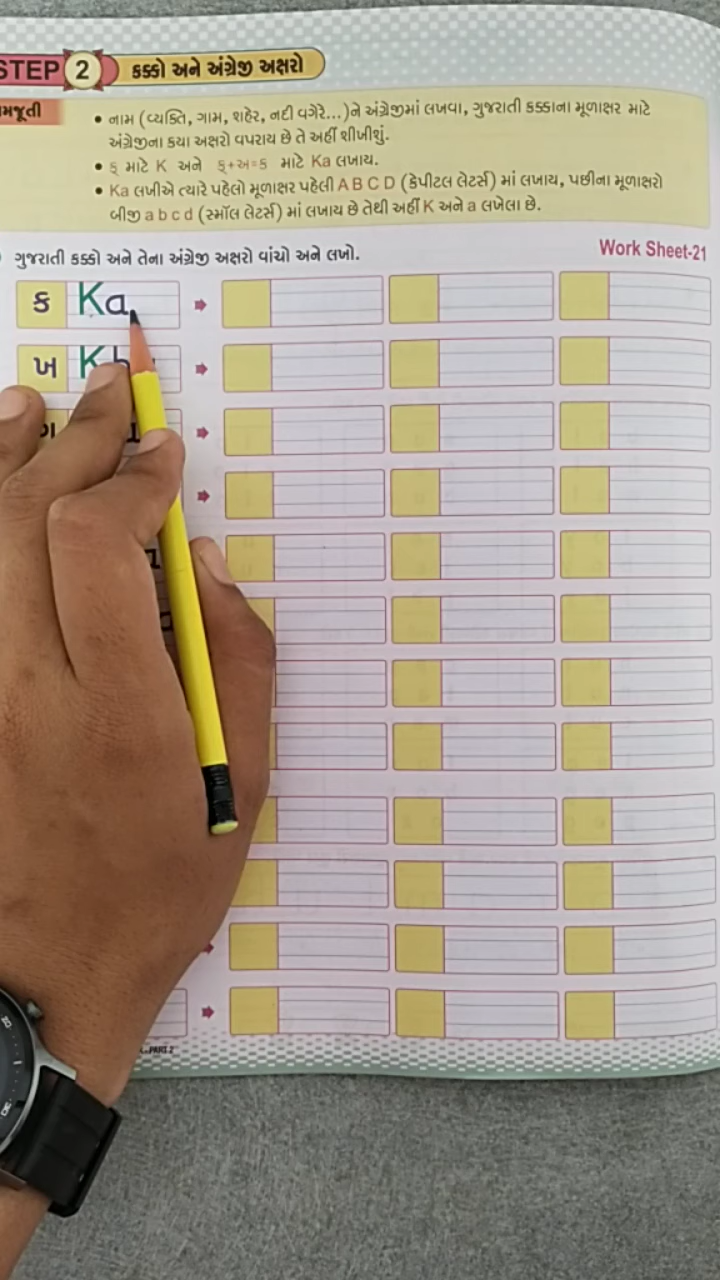 STEP 2 કક્કો અને અંગ્રેજી અક્ષરો
• નામ (વ્યક્તિ, ગામ, શહેર, નદી વગેરે...)ને અંગ્રેજીમાં લખવા, ગુજરાતી કક્કાના મૂળાક્ષર માટે
અંગ્રેજીના કયા અક્ષરો વપરાય છે તે અહીં શીખીશું.
• ક્ માટે K અને ક્+અ=ક માટે Ka લખાય.
• Ka લખીએ ત્યારે પહેલો મૂળાક્ષર પહેલી A B C D (કેપીટલ લેટર્સ) માં લખાય, પછીના મૂળાક્ષરો
બીજી a b c d (સ્મૉલ લેટર્સ) માં લખાય છે તેથી અહીં K અને a લખેલા છે.
ગુજરાતી કક્કો અને તેના અંગ્રેજી અક્ષરો વાંચો અને લખો.
Work Sheet-21
ક Ka
ખ
PART 2